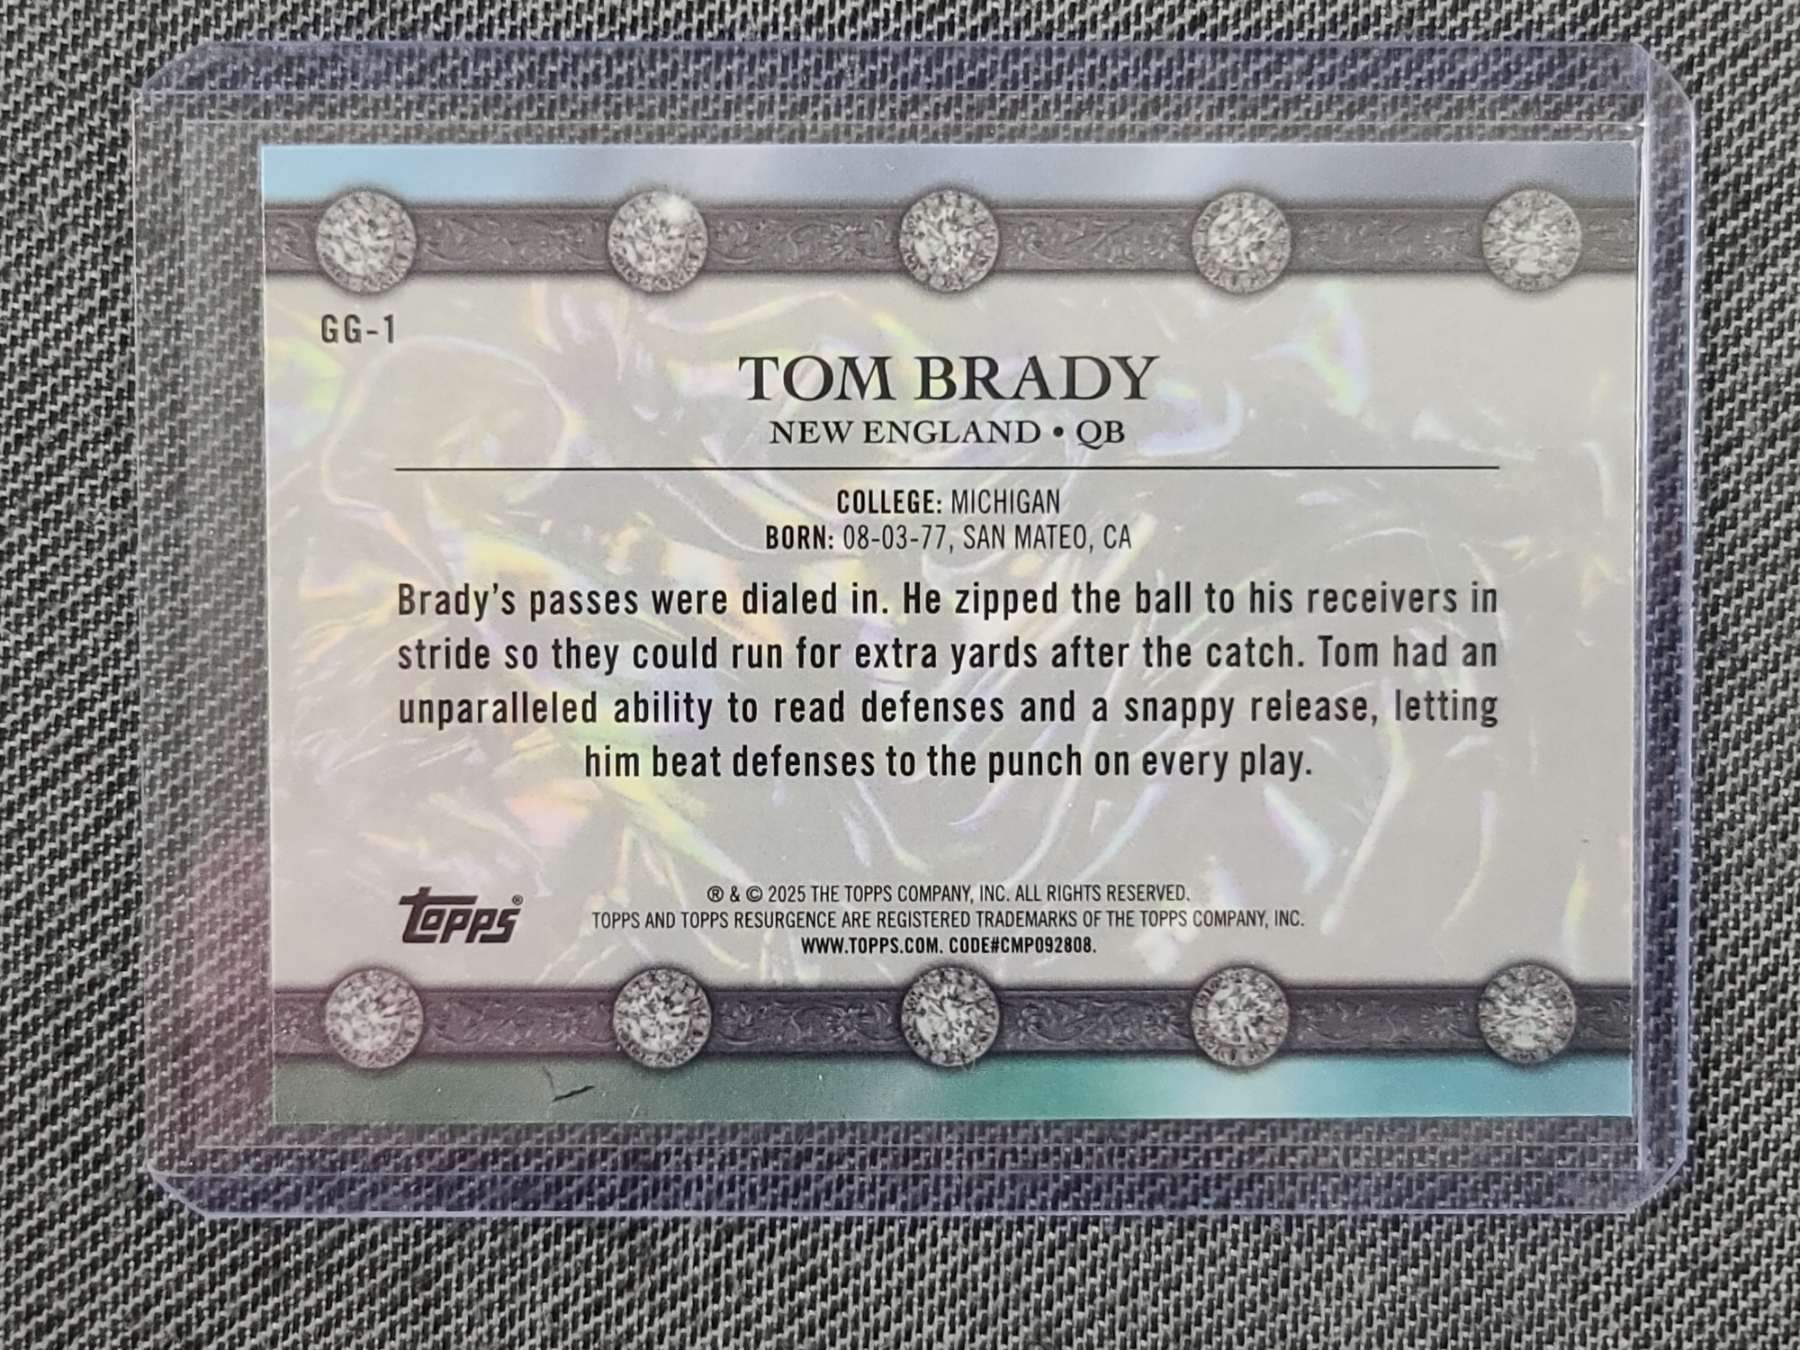 GG-1
TOM BRADY
NEW ENGLAND • QB
COLLEGE: MICHIGAN
BORN: 08-03-77, SAN MATEO, CA
Brady's passes were dialed in. He zipped the ball to his receivers in
stride so they could run for extra yards after the catch. Tom had an
unparalleled ability to read defenses and a snappy release, letting
him beat defenses to the punch on every play.
topps®
® & © 2025 THE TOPPS COMPANY, INC. ALL RIGHTS RESERVED.
TOPPS AND TOPPS RESURGENCE ARE REGISTERED TRADEMARKS OF THE TOPPS COMPANY, INC.
WWW.TOPPS.COM. CODE#CMP092808.